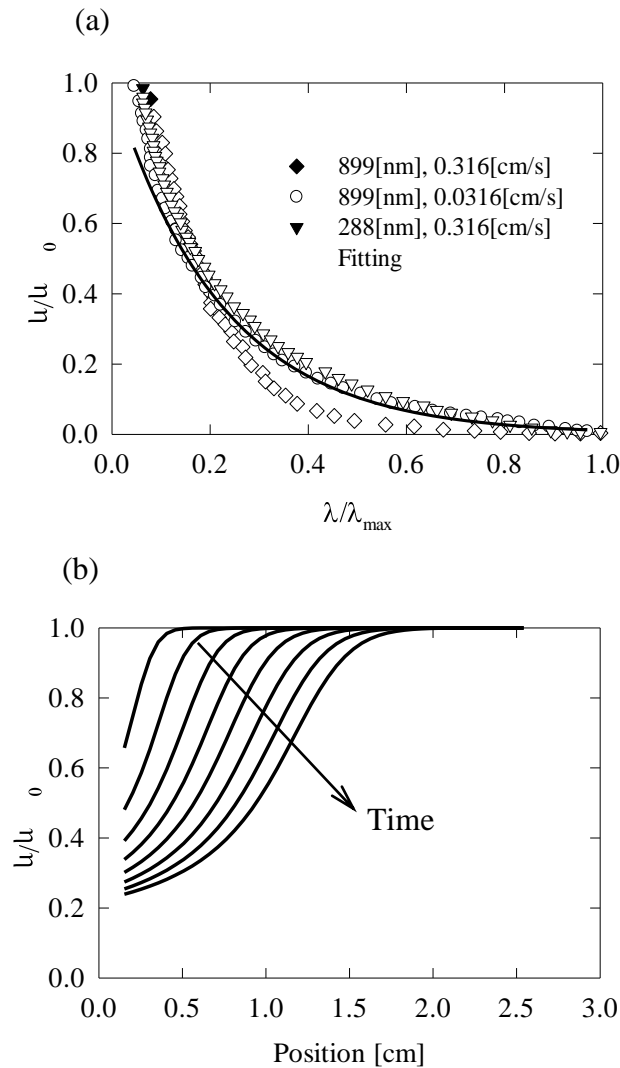 (a)
1.0
0.8
0.6
0.4
0.2
0.0
u/u 0
899[nm], 0.316[cm/s]
899[nm], 0.0316[cm/s]
288[nm], 0.316[cm/s]
Fitting
0.0 0.2 0.4 0.6 0.8 1.0
λ/λmax
(b)
1.0
0.8
0.6
0.4
0.2
0.0
u/u 0
Time
0.0 0.5 1.0 1.5 2.0 2.5 3.0
Position [cm]